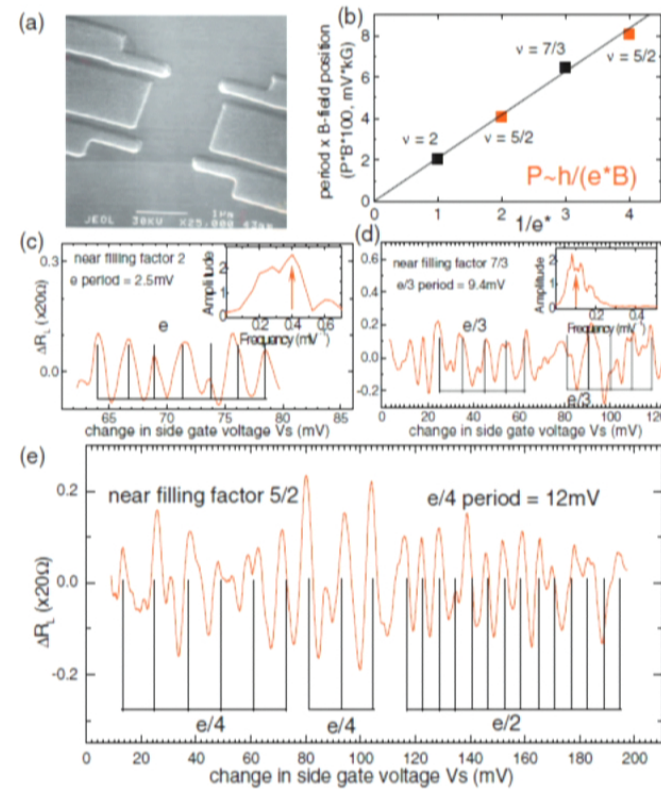 (a)
JEOL 30KV X25,000 1µm 43mm
(b)
period x B-field position
(P*B*100, mV*kG)
8
6
4
2
0
ν = 7/3
ν = 5/2
ν = 2
ν = 5/2
P~h/(e*B)
0 1 2 3 4
1/e*
(c)
near filling factor 2
e period = 2.5mV
0.3
0.0
ΔR_L (x20Ω)
e
Amplitude
2
1
0
0.2 0.4 0.6
Frequency (mV⁻¹)
65 70 75 80 85
change in side gate voltage Vs (mV)
(d)
near filling factor 7/3
e/3 period = 9.4mV
0.4
0.2
0.0
-0.2
e/3
e/3
Amplitude
2
1
0
0.2 0.4
Frequency (mV⁻¹)
0 20 40 60 80 100 120
change in side gate voltage Vs (mV)
(e)
near filling factor 5/2
e/4 period = 12mV
0.2
0.0
-0.2
ΔR_L (x20Ω)
e/4
e/4
e/2
0 20 40 60 80 100 120 140 160 180 200
change in side gate voltage Vs (mV)